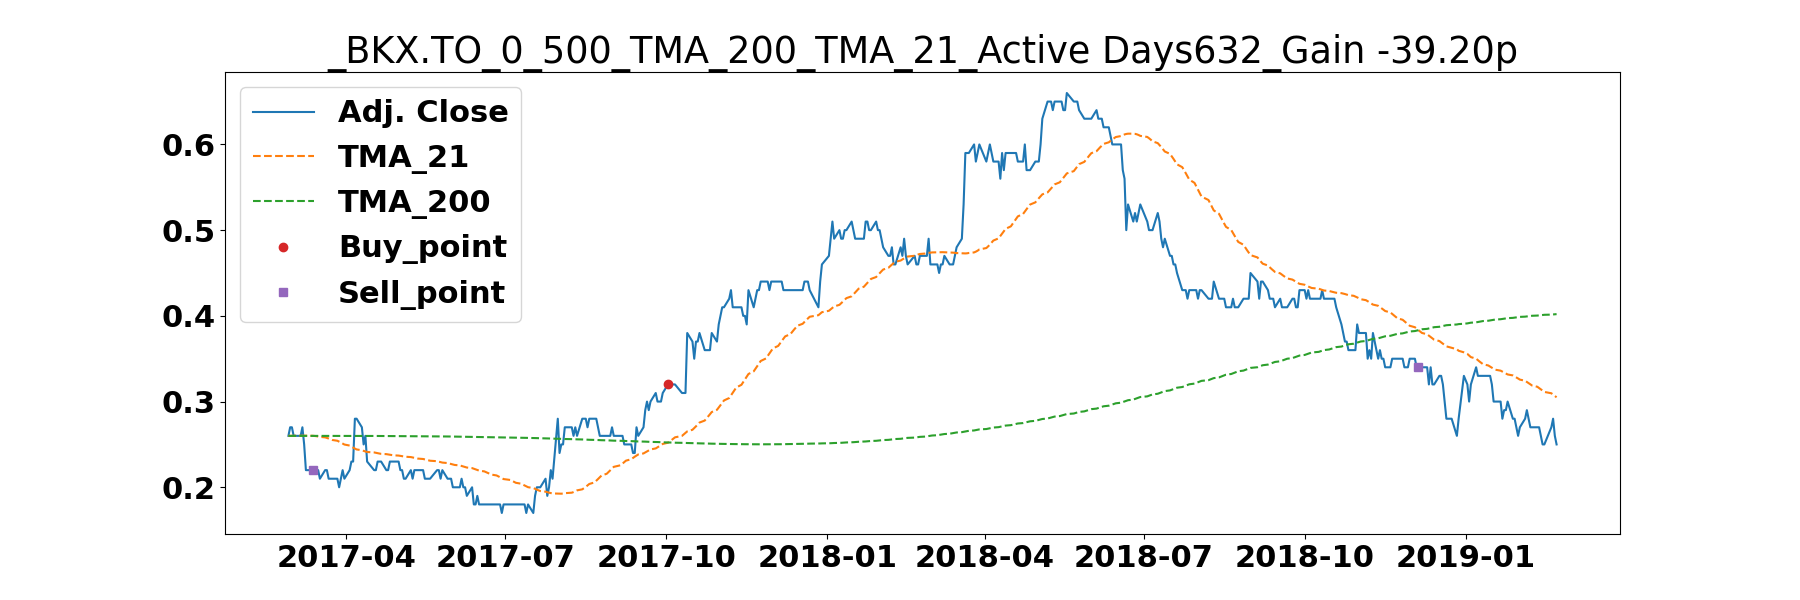 _BKX.TO_0_500_TMA_200_TMA_21_Active Days632_Gain -39.20p
Adj. Close
TMA_21
TMA_200
Buy_point
Sell_point
0.6
0.5
0.4
0.3
0.2
2017-04 2017-07 2017-10 2018-01 2018-04 2018-07 2018-10 2019-01